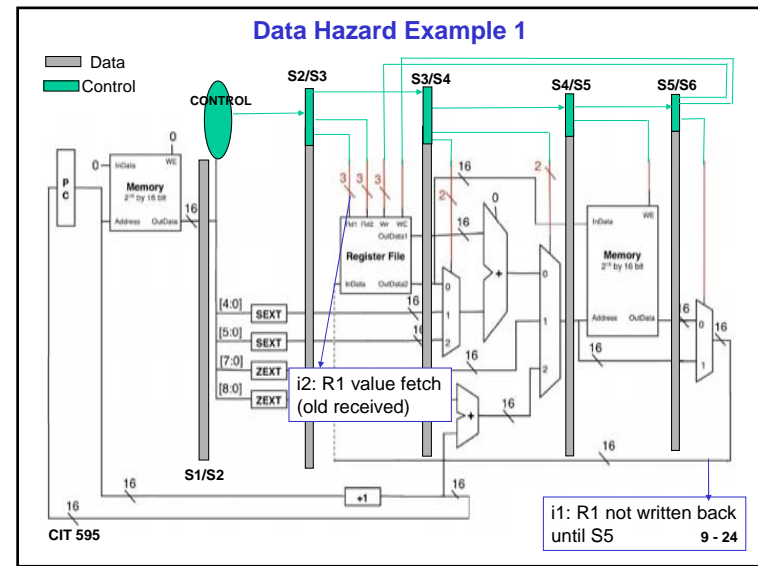 Data Hazard Example 1
Data
Control
S2/S3
S3/S4
S4/S5
S5/S6
CONTROL
0
0
InData
WE
P
C
Memory
2¹⁶ by 16 bit
Address
OutData
16
3
3
3
2
16
2
Rd1
Rd2
Wr
WE
OutData1
16
Register File
InData
OutData2
0
+
0
0
InData
WE
Memory
2¹⁶ by 16 bit
Address
OutData
16
0
16
1
16
[4:0]
SEXT
16
1
[5:0]
SEXT
16
2
1
[7:0]
ZEXT
16
[8:0]
ZEXT
2
i2: R1 value fetch
(old received)
+
16
16
S1/S2
16
+1
16
16
i1: R1 not written back
until S5
CIT 595
9 - 24